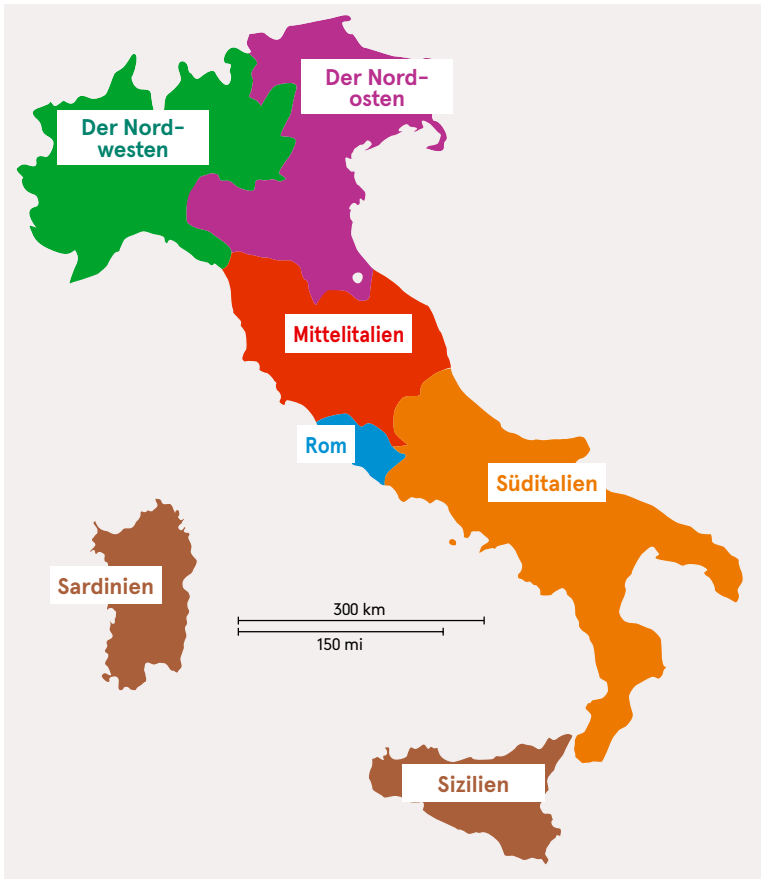 Der Nord-
osten
Der Nord-
westen
Mittelitalien
Rom
Süditalien
Sardinien
300 km
150 mi
Sizilien